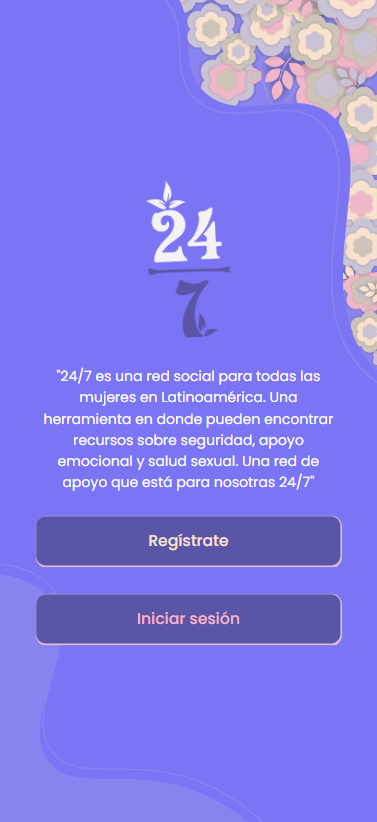 24
7
"24/7 es una red social para todas las
mujeres en Latinoamérica. Una
herramienta en donde pueden encontrar
recursos sobre seguridad, apoyo
emocional y salud sexual. Una red de
apoyo que está para nosotras 24/7"
Regístrate
Iniciar sesión